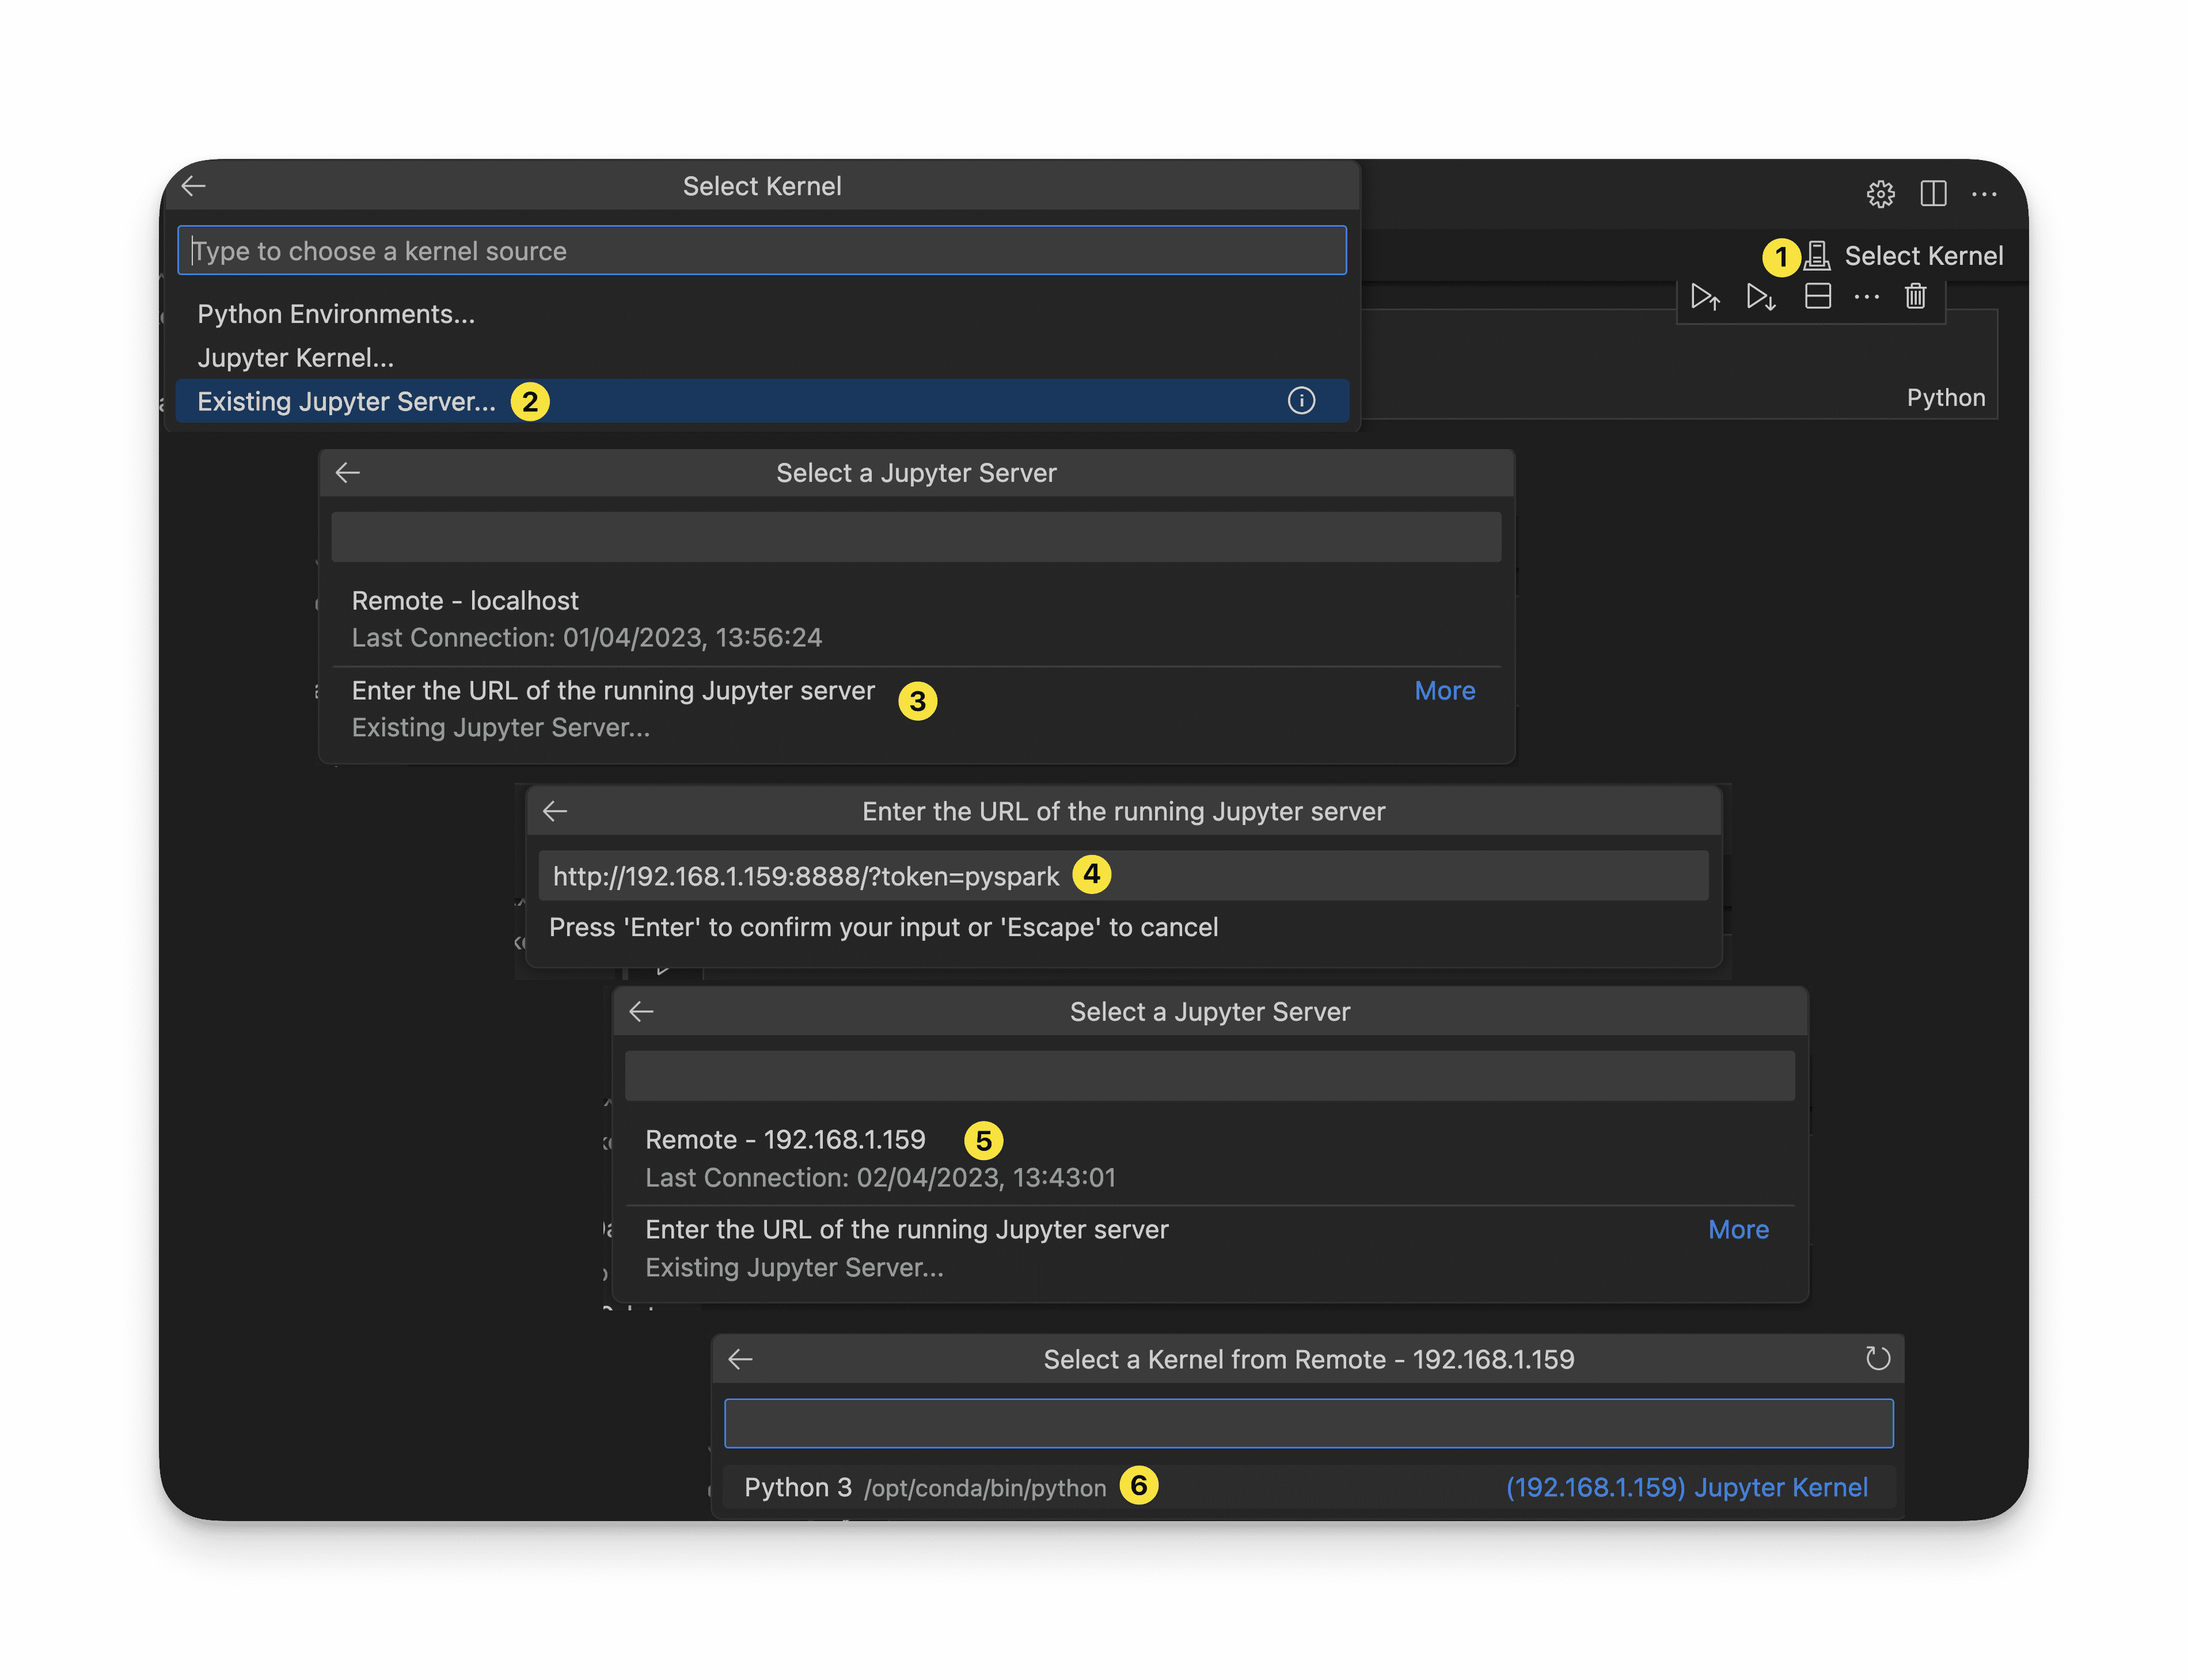 Select Kernel
Type to choose a kernel source
1 Select Kernel
Python Environments...
Jupyter Kernel...
Existing Jupyter Server... 2
Python
Select a Jupyter Server
Remote - localhost
Last Connection: 01/04/2023, 13:56:24
Enter the URL of the running Jupyter server 3 More
Existing Jupyter Server...
Enter the URL of the running Jupyter server
http://192.168.1.159:8888/?token=pyspark 4
Press 'Enter' to confirm your input or 'Escape' to cancel
Select a Jupyter Server
Remote - 192.168.1.159 5
Last Connection: 02/04/2023, 13:43:01
Enter the URL of the running Jupyter server More
Existing Jupyter Server...
Select a Kernel from Remote - 192.168.1.159
Python 3 /opt/conda/bin/python 6 (192.168.1.159) Jupyter Kernel